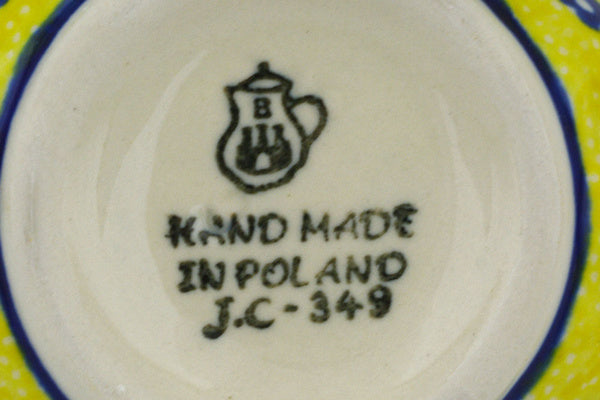 B
HAND MADE
IN POLAND
J.C-349